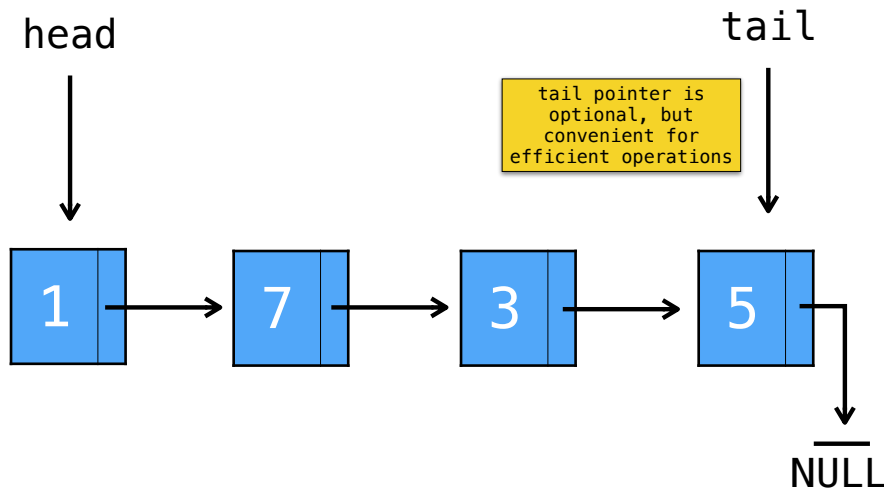 head
tail
tail pointer is
optional, but
convenient for
efficient operations
1
7
3
5
NULL